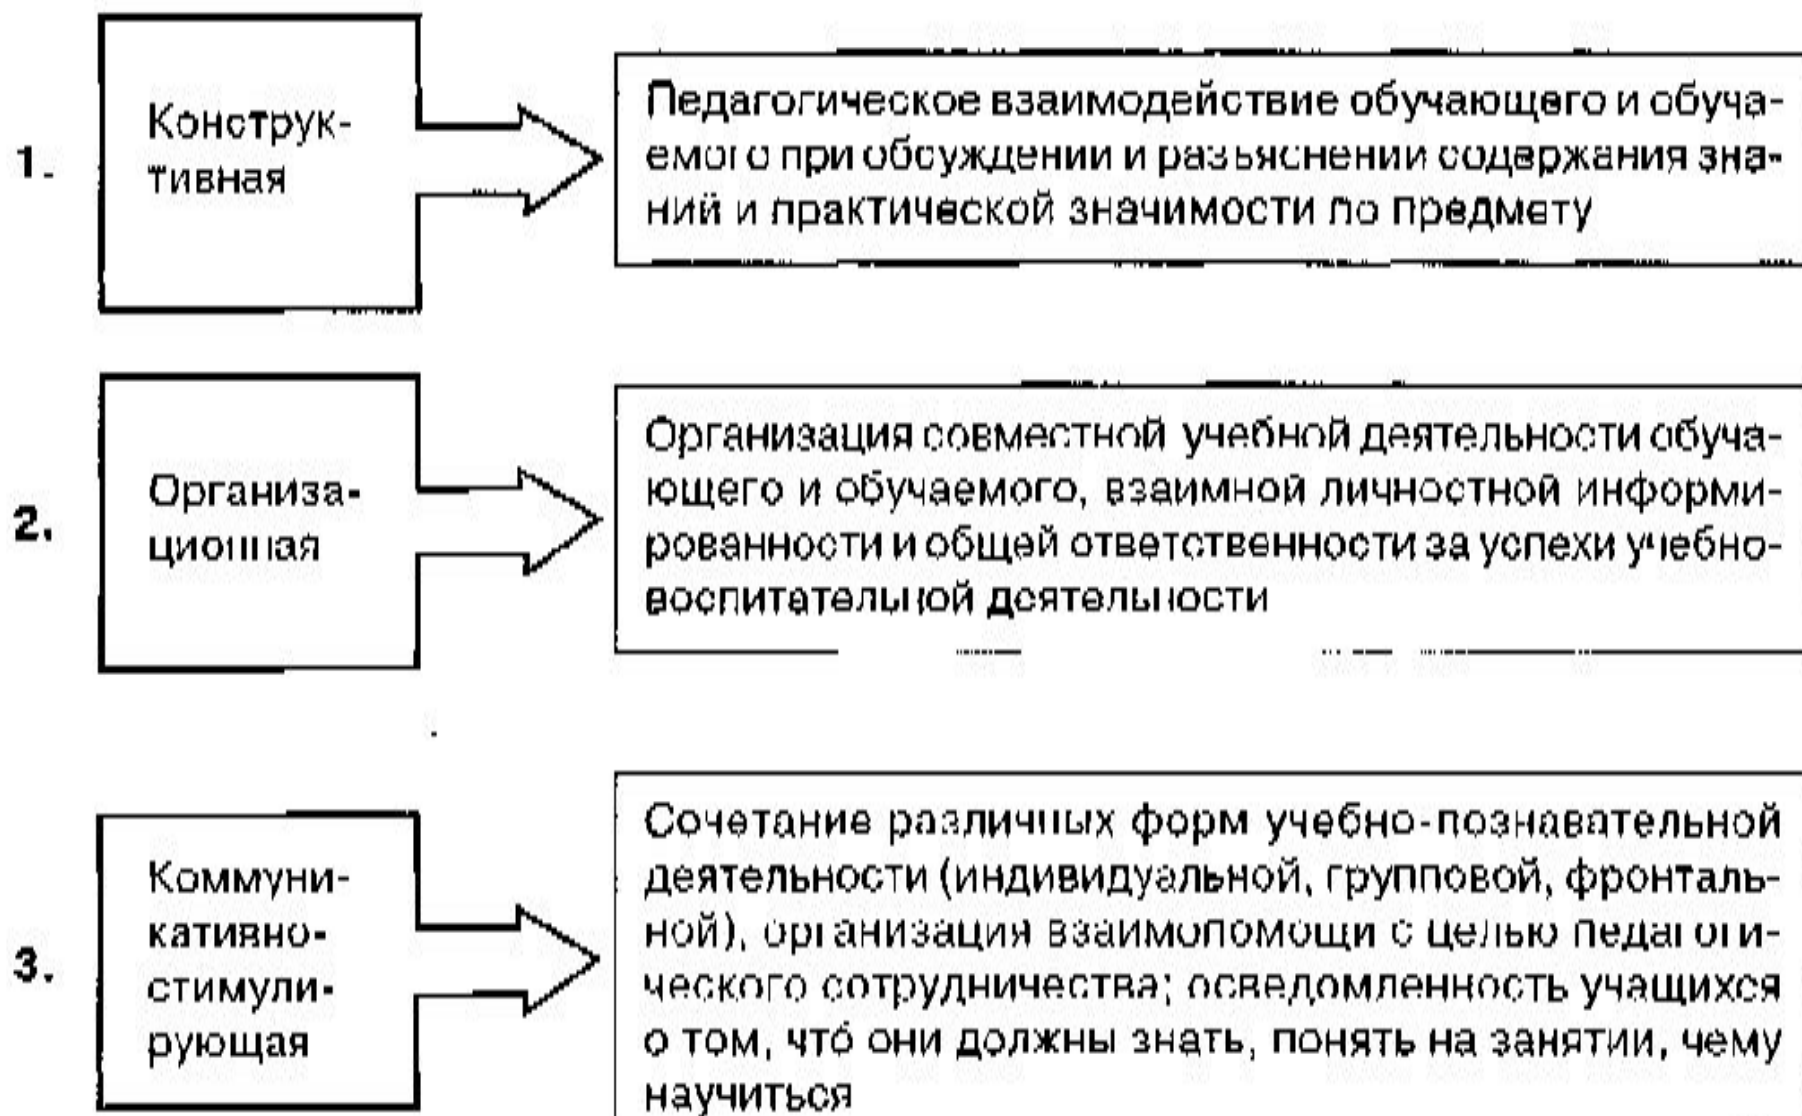 1.
Конструк-
тивная
Педагогическое взаимодействие обучающего и обуча-
емого при обсуждении и разъяснении содержания зна-
ний и практической значимости по предмету
2.
Организа-
ционная
Организация совместной учебной деятельности обуча-
ющего и обучаемого, взаимной личностной информи-
рованности и общей ответственности за успехи учебно-
воспитательной деятельности
3.
Коммуни-
кативно-
стимули-
рующая
Сочетание различных форм учебно-познавательной
деятельности (индивидуальной, групповой, фронталь-
ной), организация взаимопомощи с целью педагоги-
ческого сотрудничества; осведомленность учащихся
о том, что́ они должны знать, понять на занятии, чему
научиться